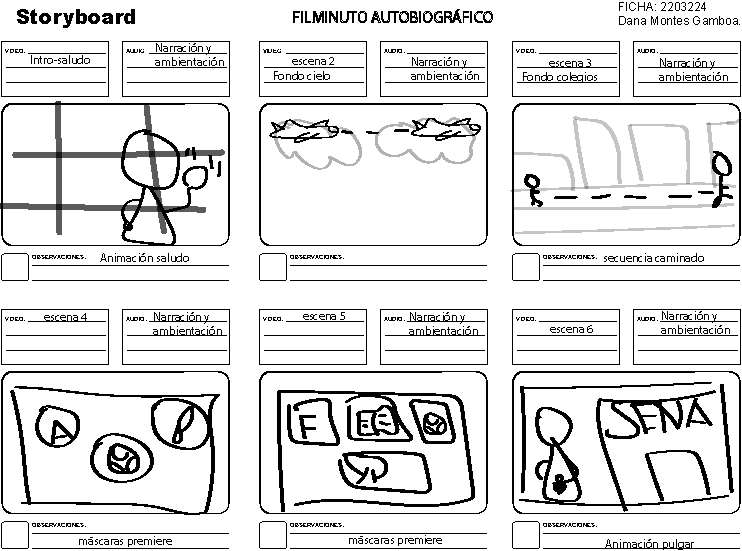 Storyboard
FILMINUTO AUTOBIOGRÁFICO
FICHA: 2203224
Dana Montes Gamboa.
VIDEO.
Intro-saludo
AUDIO.
Narración y
ambientación
VIDEO.
escena 2
Fondo cielo
AUDIO.
Narración y
ambientación
VIDEO.
escena 3
Fondo colegios
AUDIO.
Narración y
ambientación
OBSERVACIONES.
Animación saludo
OBSERVACIONES.
OBSERVACIONES.
secuencia caminado
VIDEO.
escena 4
AUDIO.
Narración y
ambientación
VIDEO.
escena 5
AUDIO.
Narración y
ambientación
VIDEO.
escena 6
AUDIO.
Narración y
ambientación
A
F
SENA
OBSERVACIONES.
máscaras premiere
OBSERVACIONES.
máscaras premiere
OBSERVACIONES.
Animación pulgar